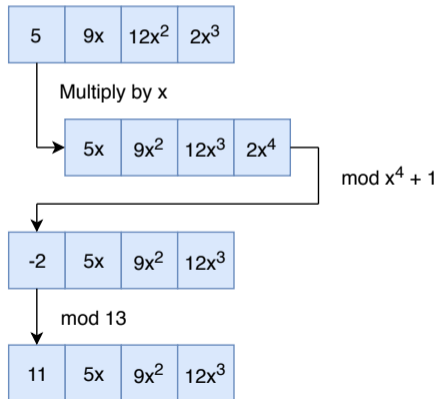 5 9x 12x² 2x³
Multiply by x
5x 9x² 12x³ 2x⁴
mod x⁴ + 1
-2 5x 9x² 12x³
mod 13
11 5x 9x² 12x³